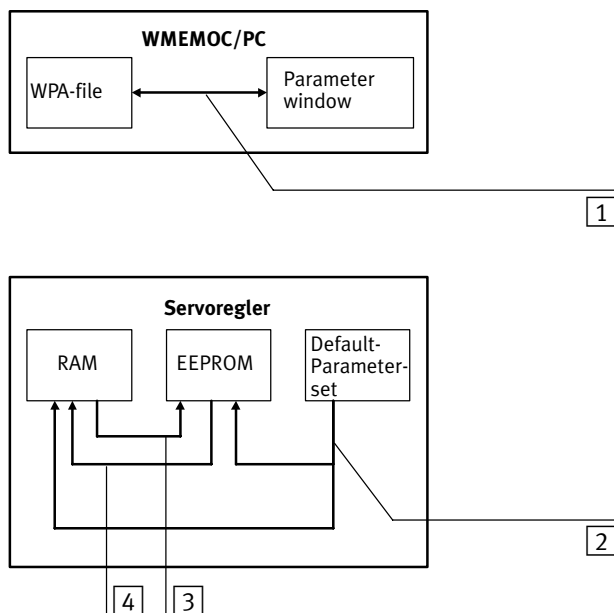 WMEMOC/PC
WPA-file
Parameter
window
1
Servoregler
RAM
EEPROM
Default-
Parameter-
set
2
4
3